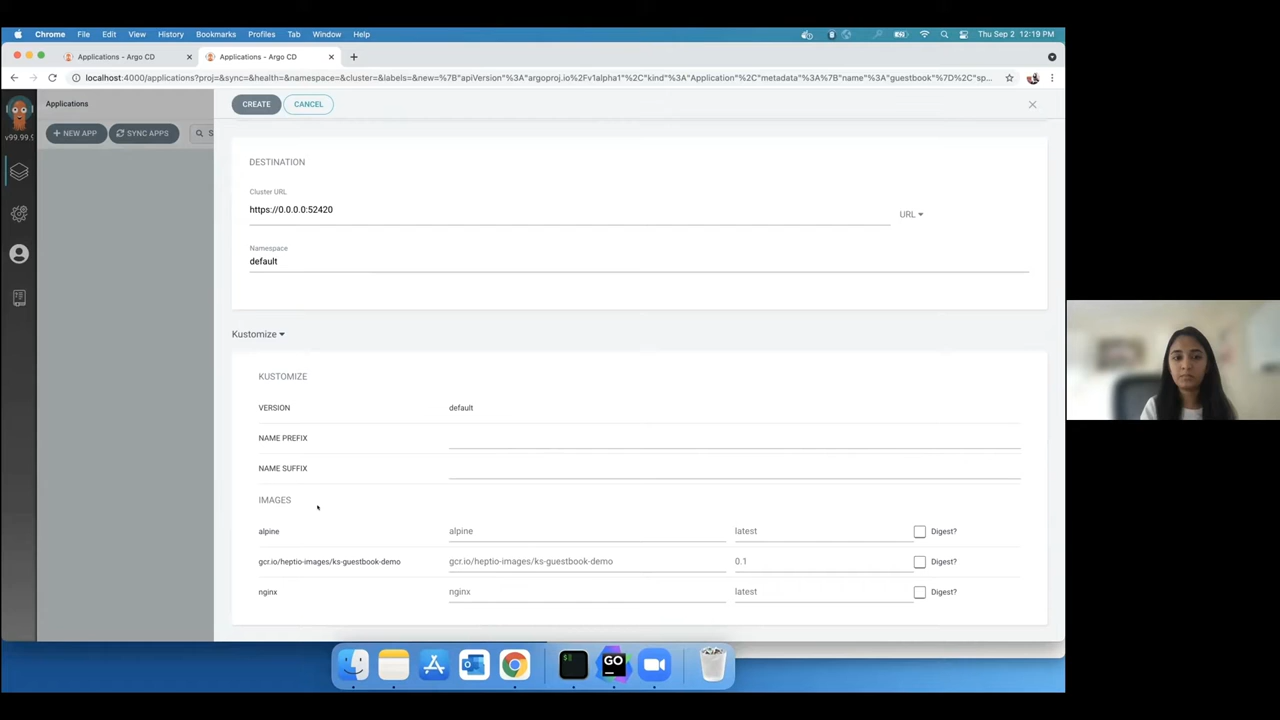 Chrome File Edit View History Bookmarks Profiles Tab Window Help Thu Sep 2 12:19 PM
Applications - Argo CD Applications - Argo CD
localhost:4000/applications?proj=&sync=&health=&namespace=&cluster=&labels=&new=%7B"apiVersion"%3A"argoproj.io%2Fv1alpha1"%2C"kind"%3A"Application"%2C"metadata"%3A%7B"name"%3A"guestbook"%7D%2C"sp...
Applications CREATE CANCEL
v99.99.9
NEW APP SYNC APPS S
DESTINATION
Cluster URL
https://0.0.0.0:52420
URL
Namespace
default
Kustomize
KUSTOMIZE
VERSION default
NAME PREFIX
NAME SUFFIX
IMAGES
alpine alpine latest Digest?
gcr.io/heptio-images/ks-guestbook-demo gcr.io/heptio-images/ks-guestbook-demo 0.1 Digest?
nginx nginx latest Digest?
$
GO